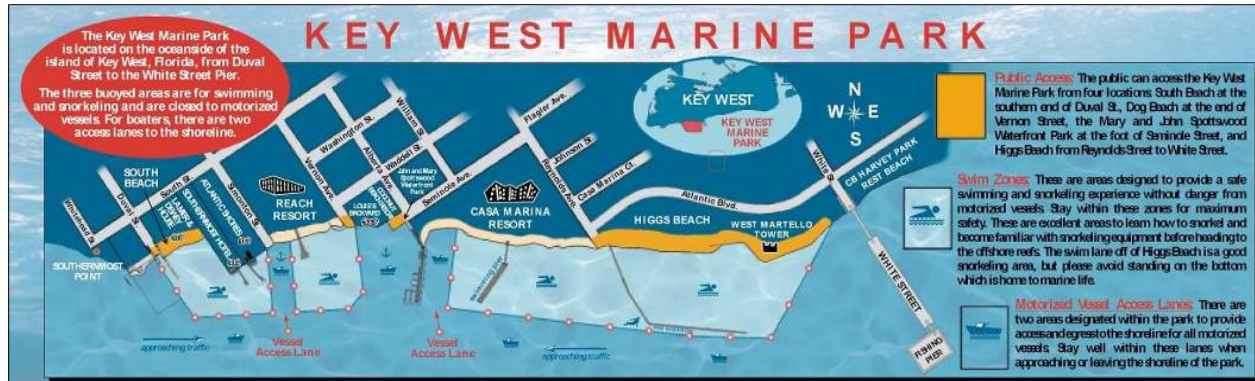 KEY WEST MARINE PARK
The Key West Marine Park
is located on the oceanside of the
island of Key West, Florida, from Duval
Street to the White Street Pier.
The three buoyed areas are for swimming
and snorkeling and are closed to motorized
vessels. For boaters, there are two
access lanes to the shoreline.
KEY WEST
KEY WEST
MARINE
PARK
N
W E
S
Public Access: The public can access the Key West
Marine Park from four locations: South Beach at the
southern end of Duval St., Dog Beach at the end of
Vernon Street, the Mary and John Spottswood
Waterfront Park at the foot of Seminole Street, and
Higgs Beach from Reynolds Street to White Street.
Swim Zones: These are areas designed to provide a safe
swimming and snorkeling experience without danger from
motorized vessels. Stay within these zones for maximum
safety. These are excellent areas to learn how to snorkel and
become familiar with snorkeling equipment before heading to
the offshore reefs. The swim lane off of Higgs Beach is a good
snorkeling area, but please avoid standing on the bottom
which is home to marine life.
Motorized Vessel Access Lanes: There are
two areas designated within the park to provide
access and egress to the shoreline for all motorized
vessels. Stay well within these lanes when
approaching or leaving the shoreline of the park.
Whitehead St.
Duval St.
South St.
Simonton St.
Vernon Ave.
Washington St.
William St.
Alberta Ave.
Waddell St.
Seminole Ave.
Flagler Ave.
Reynolds Ave.
Johnson St.
Casa Marina Ct.
Atlantic Blvd.
White St.
CB HARVEY PARK
REST BEACH
SOUTH
BEACH
SOUTHERNMOST
POINT
SOUTHERNMOST HOTEL
ATLANTIC SHORES
REACH
RESORT
LOUIE'S
BACKYARD
John and Mary
Spottswood
Waterfront
Park
CASA MARINA
RESORT
HIGGS BEACH
WEST MARTELLO
TOWER
WHITE STREET
FISHING
PIER
swimming pier
approaching traffic
Vessel
Access Lane
Vessel
Access Lane
approaching traffic